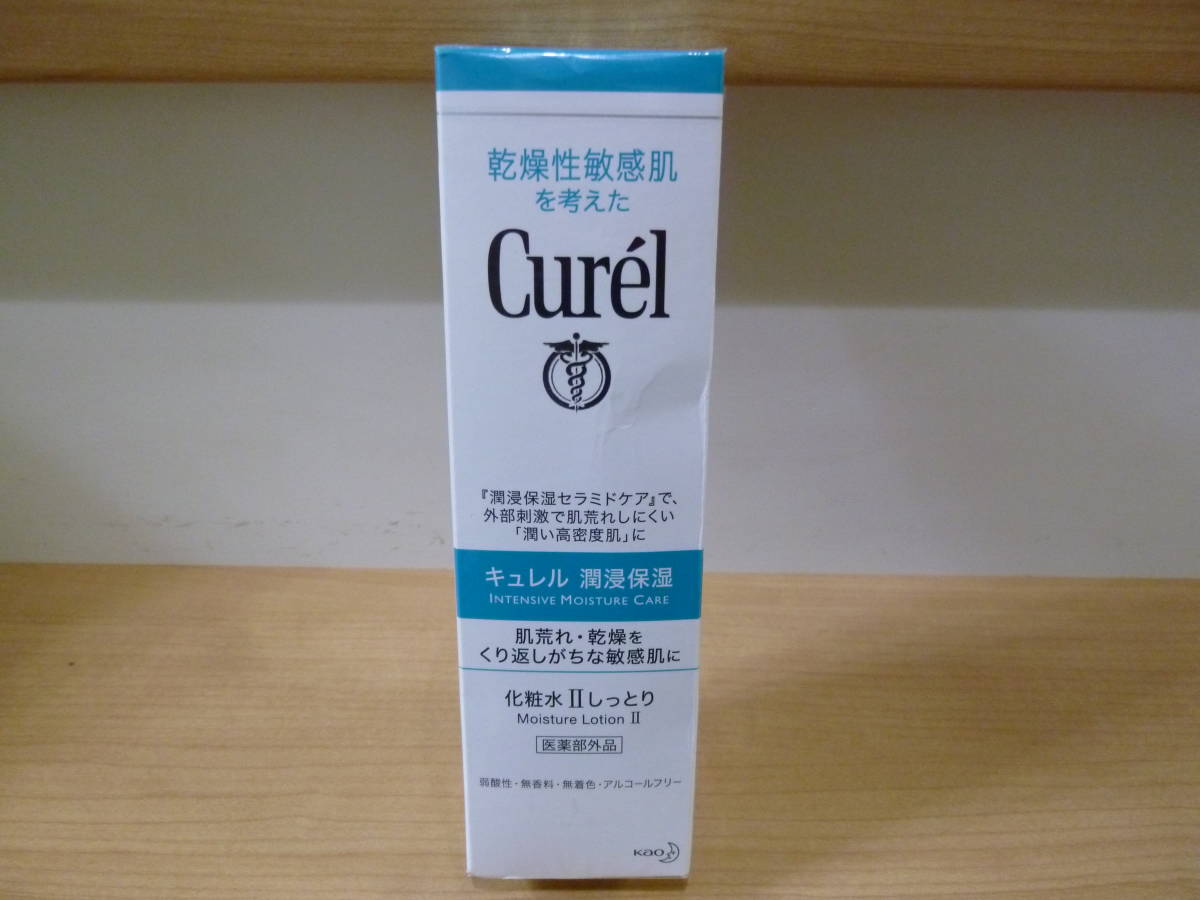 乾燥性敏感肌
を考えた
Curél
『潤浸保湿セラミドケア』で、
外部刺激で肌荒れしにくい
「潤い高密度肌」に
キュレル 潤浸保湿
INTENSIVE MOISTURE CARE
肌荒れ・乾燥を
くり返しがちな敏感肌に
化粧水 Ⅱ しっとり
Moisture Lotion Ⅱ
医薬部外品
弱酸性・無香料・無着色・アルコールフリー
Kao